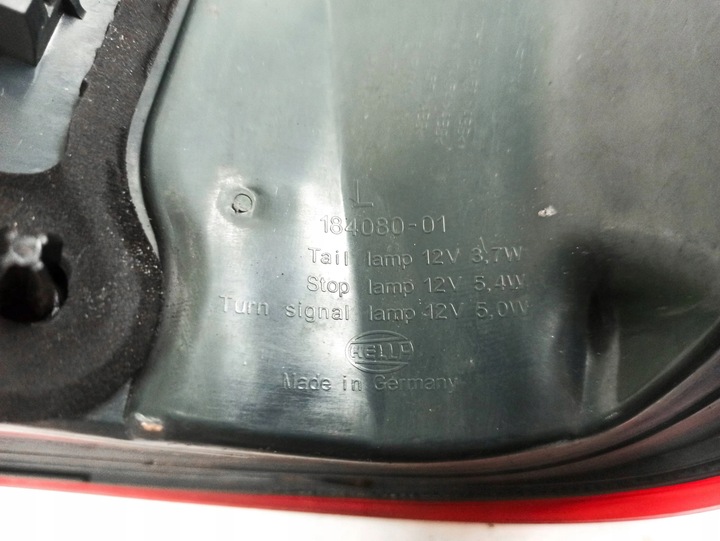 L
184080-01
Tail lamp 12V 3,7W
Stop lamp 12V 5,4W
Turn signal lamp 12V 5,0W
HELLA
Made in Germany